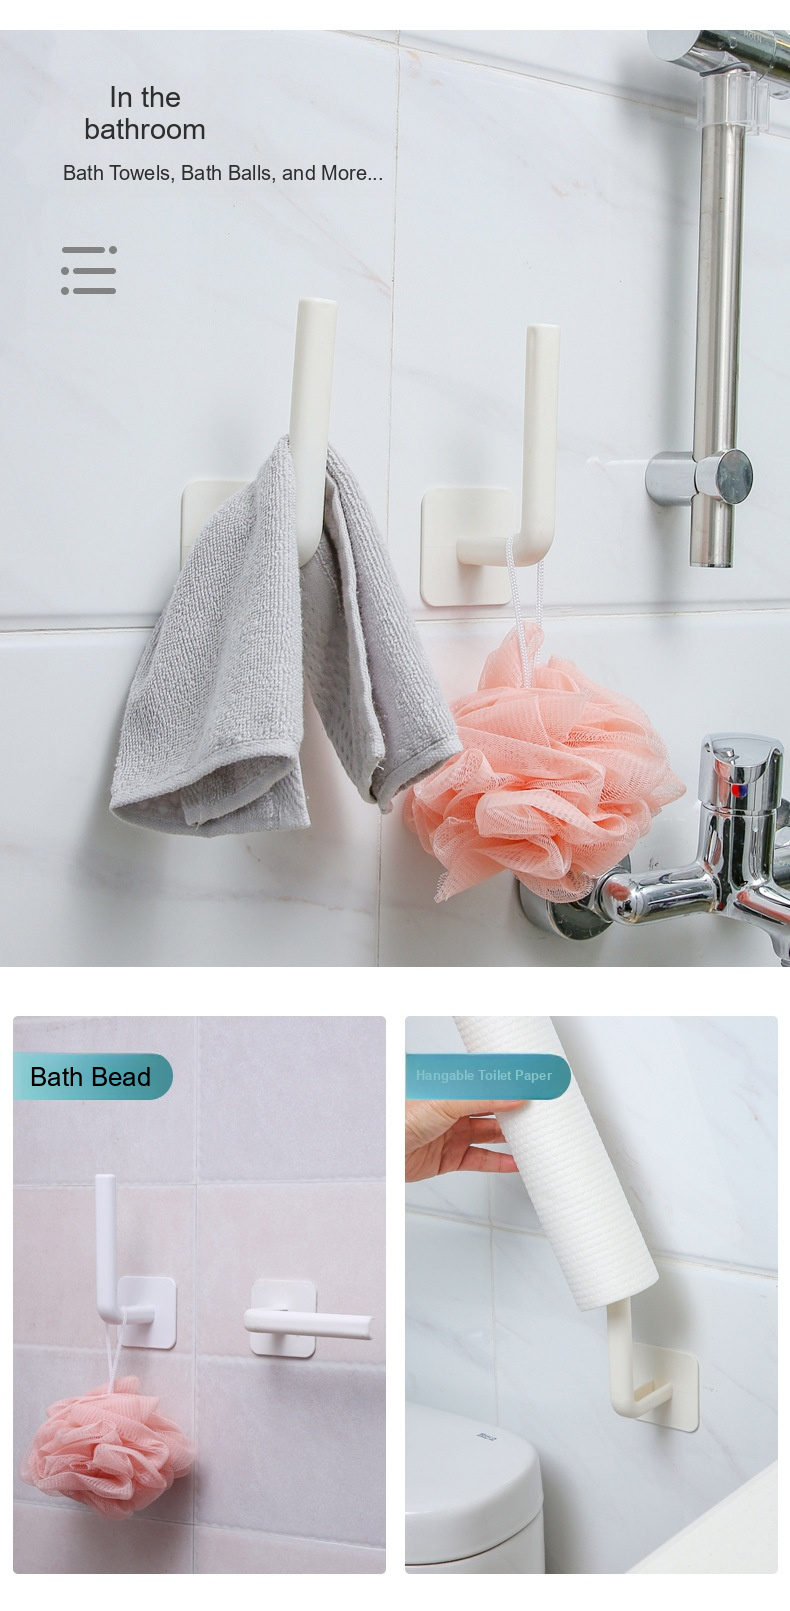 In the
bathroom
Bath Towels, Bath Balls, and More...
Bath Bead
Hangable Toilet Paper